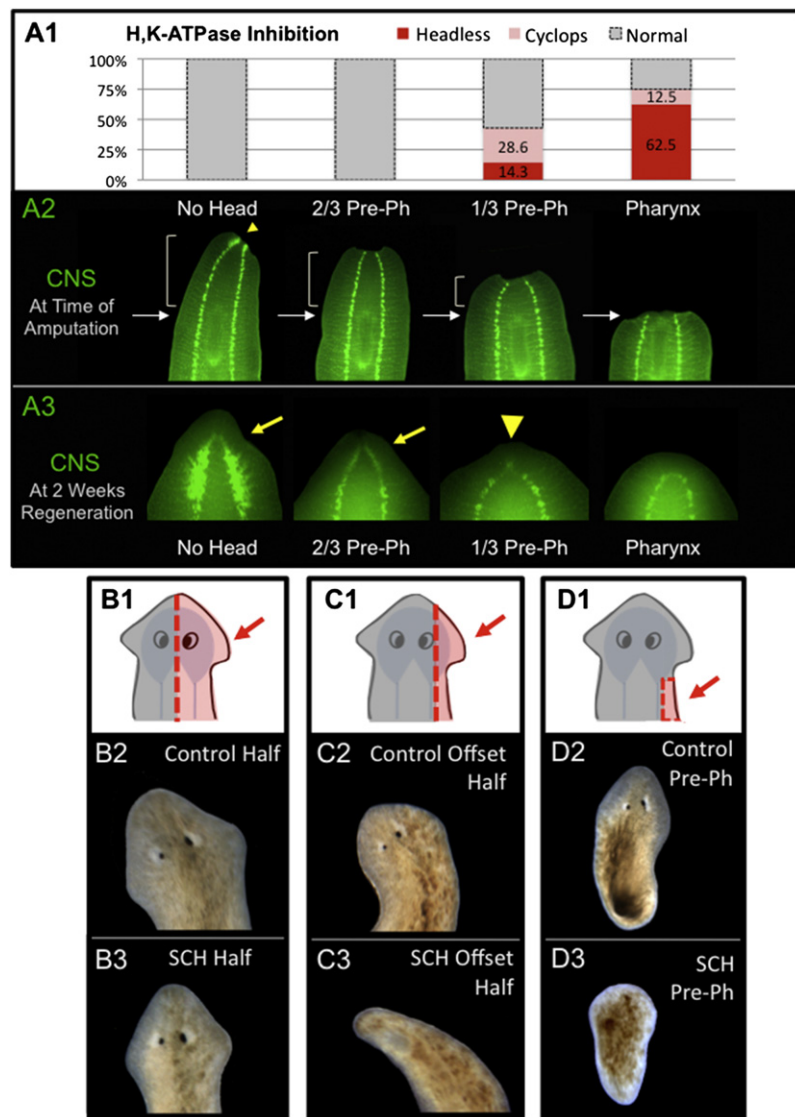 A1
H,K-ATPase Inhibition
Headless Cyclops Normal
100%
75%
50%
25%
0%
28.6
14.3
12.5
62.5
A2
No Head 2/3 Pre-Ph 1/3 Pre-Ph Pharynx
CNS
At Time of
Amputation
A3
CNS
At 2 Weeks
Regeneration
No Head 2/3 Pre-Ph 1/3 Pre-Ph Pharynx
B1 C1 D1
B2 Control Half
C2 Control Offset
Half
D2 Control
Pre-Ph
B3 SCH Half
C3 SCH Offset
Half
D3 SCH
Pre-Ph